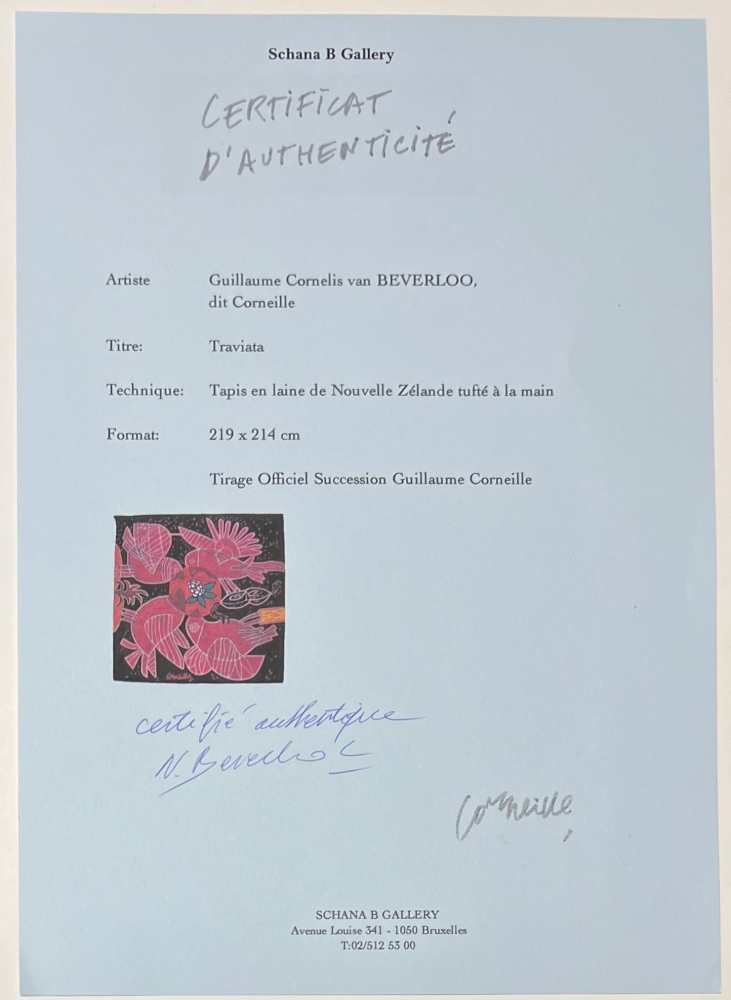 Schana B Gallery
CERTIFICAT
D'AUTHENTICITÉ
Artiste Guillaume Cornelis van BEVERLOO,
dit Corneille
Titre: Traviata
Technique: Tapis en laine de Nouvelle Zélande tufté à la main
Format: 219 x 214 cm
Tirage Officiel Succession Guillaume Corneille
Corneille
certifié authentique
N. Beverloo
Corneille
SCHANA B GALLERY
Avenue Louise 341 - 1050 Bruxelles
T:02/512 53 00